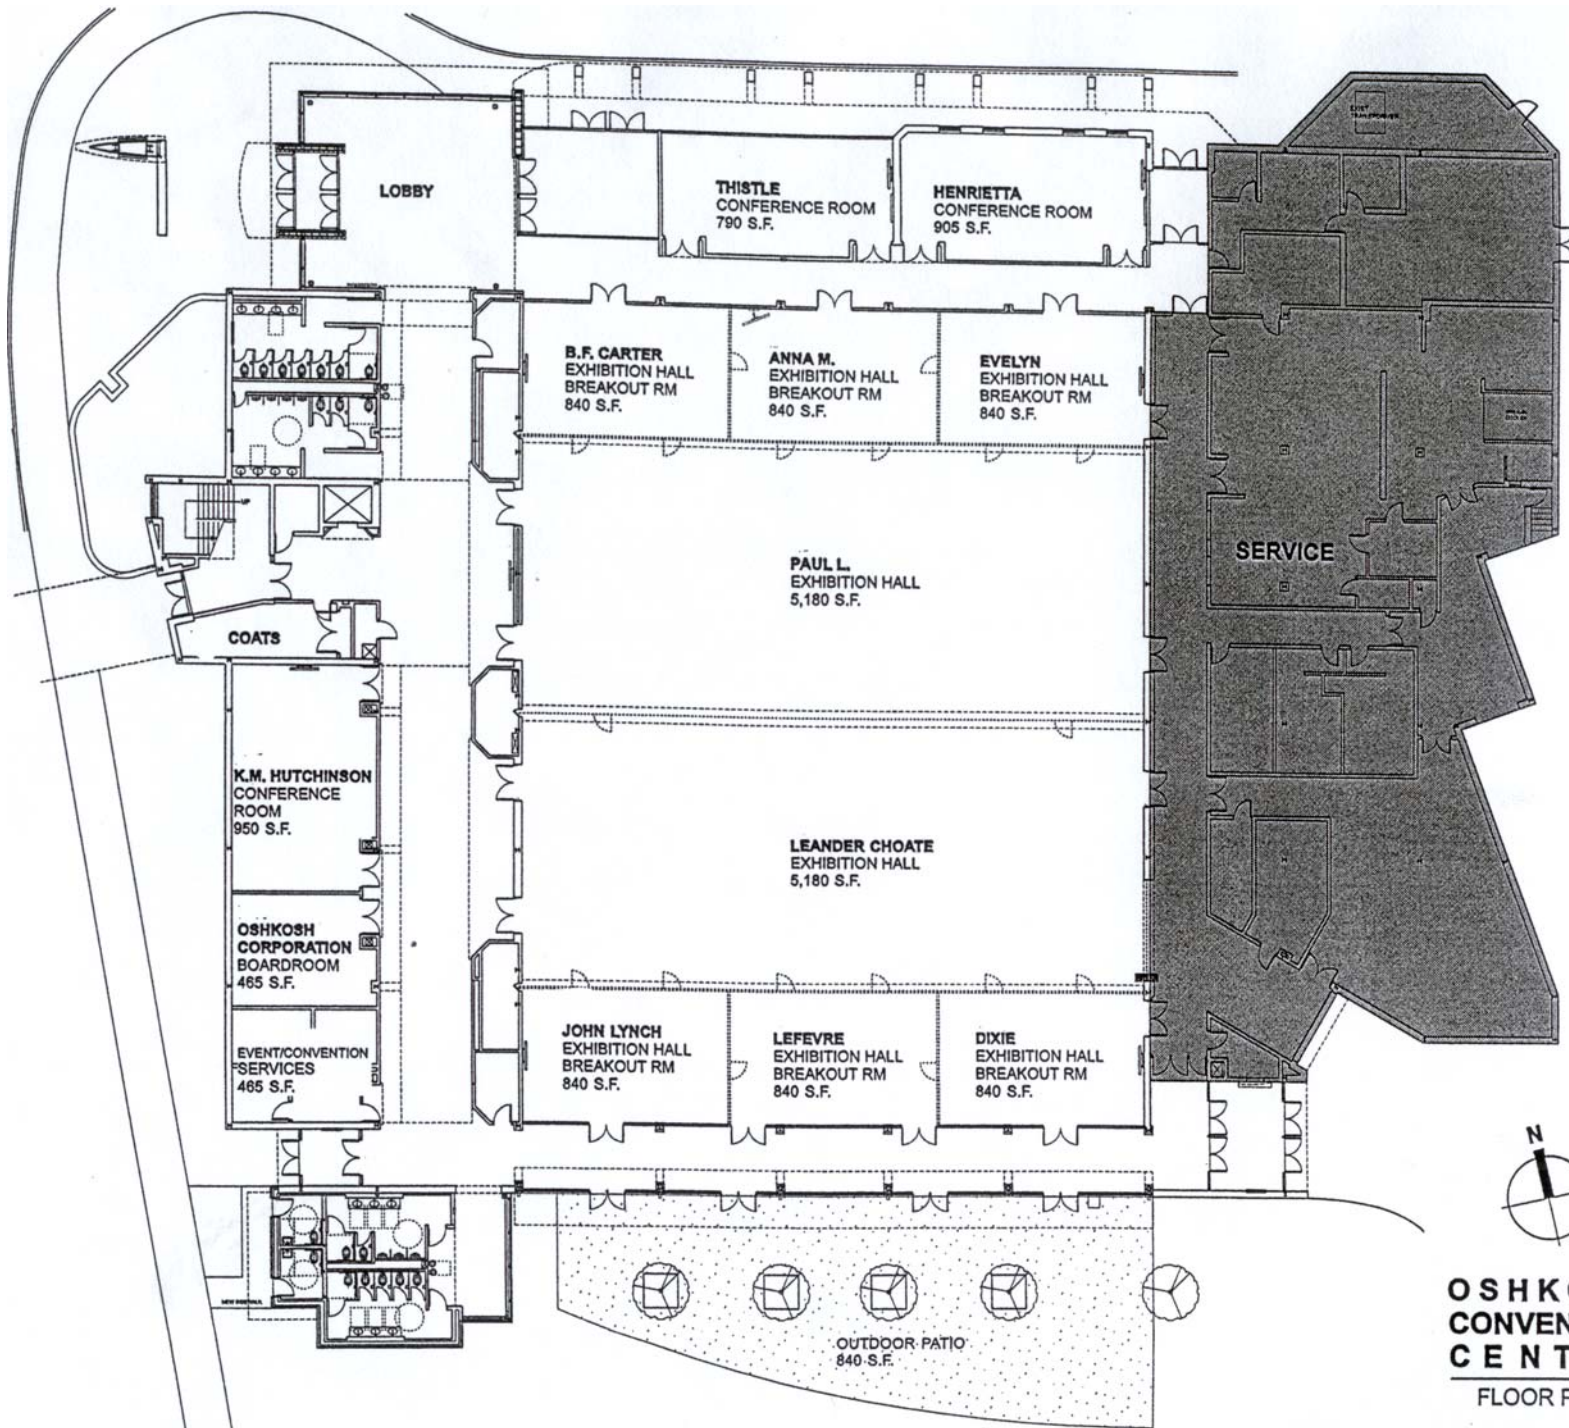 LOBBY
THISTLE
CONFERENCE ROOM
790 S.F.
HENRIETTA
CONFERENCE ROOM
905 S.F.
B.F. CARTER
EXHIBITION HALL
BREAKOUT RM
840 S.F.
ANNA M.
EXHIBITION HALL
BREAKOUT RM
840 S.F.
EVELYN
EXHIBITION HALL
BREAKOUT RM
840 S.F.
UP
PAUL L.
EXHIBITION HALL
5,180 S.F.
SERVICE
COATS
K.M. HUTCHINSON
CONFERENCE
ROOM
950 S.F.
LEANDER CHOATE
EXHIBITION HALL
5,180 S.F.
OSHKOSH
CORPORATION
BOARDROOM
465 S.F.
EVENT/CONVENTION
SERVICES
465 S.F.
JOHN LYNCH
EXHIBITION HALL
BREAKOUT RM
840 S.F.
LEFEVRE
EXHIBITION HALL
BREAKOUT RM
840 S.F.
DIXIE
EXHIBITION HALL
BREAKOUT RM
840 S.F.
N
OUTDOOR PATIO
840 S.F.
OSHK
CONVEN
CENT
FLOOR